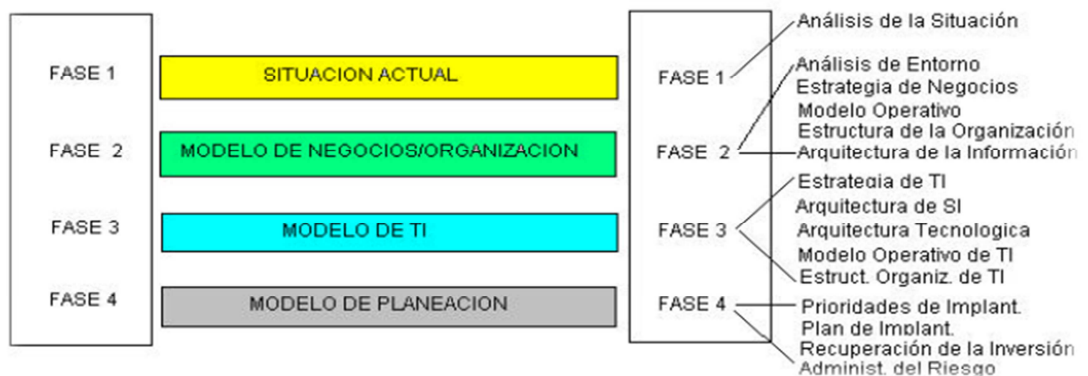 FASE 1
SITUACION ACTUAL
FASE 2
MODELO DE NEGOCIOS/ORGANIZACION
FASE 3
MODELO DE TI
FASE 4
MODELO DE PLANEACION
FASE 1
Análisis de la Situación
FASE 2
Análisis de Entorno
Estrategia de Negocios
Modelo Operativo
Estructura de la Organización
Arquitectura de la Información
FASE 3
Estrategia de TI
Arquitectura de SI
Arquitectura Tecnologica
Modelo Operativo de TI
Estruct. Organiz. de TI
FASE 4
Prioridades de Implant.
Plan de Implant.
Recuperación de la Inversión
Administ. del Riesgo